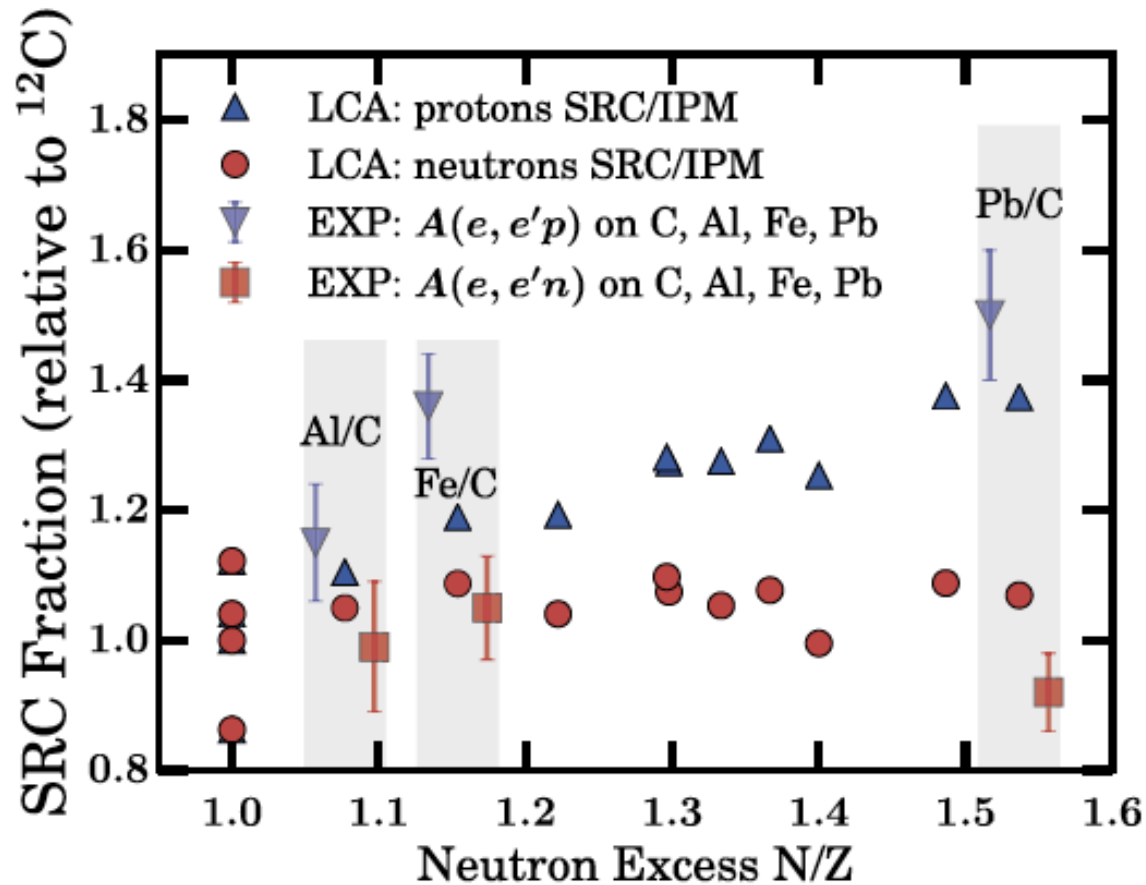 SRC Fraction (relative to ¹²C)
1.8
1.6
1.4
1.2
1.0
0.8
LCA: protons SRC/IPM
LCA: neutrons SRC/IPM
EXP: A(e, e′p) on C, Al, Fe, Pb
EXP: A(e, e′n) on C, Al, Fe, Pb
Pb/C
Al/C
Fe/C
1.0 1.1 1.2 1.3 1.4 1.5 1.6
Neutron Excess N/Z